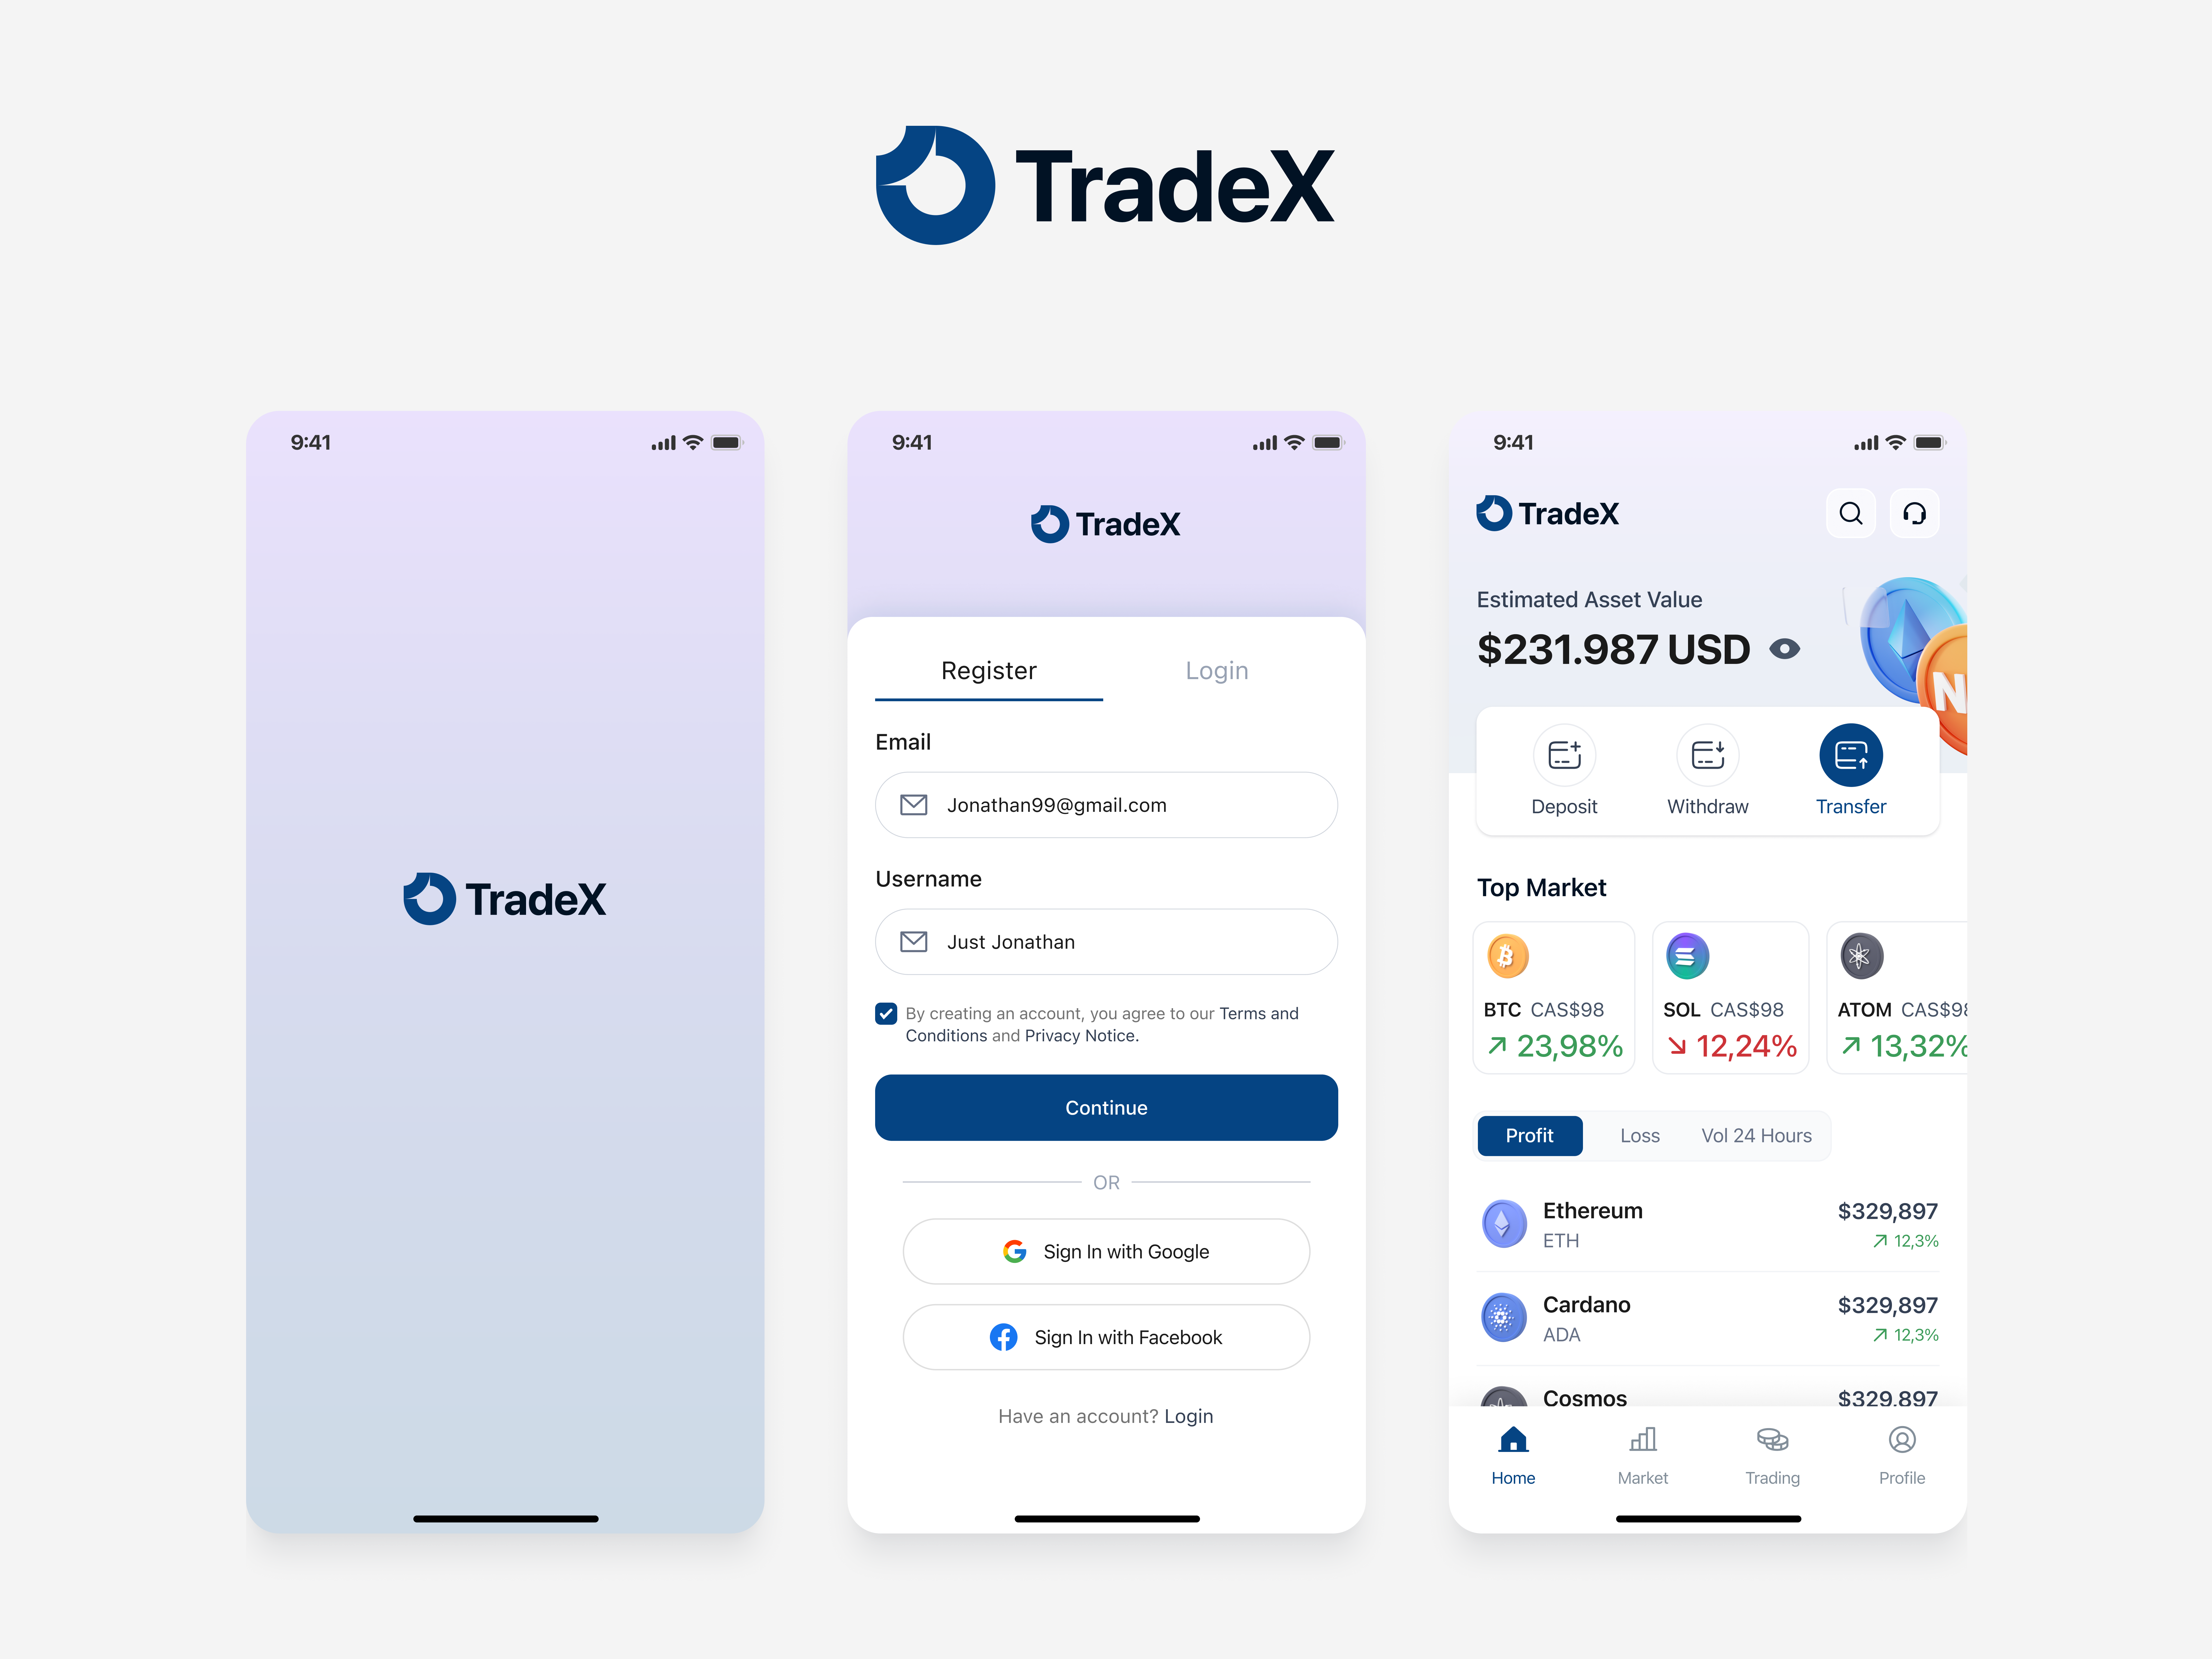 TradeX
9:41
TradeX
9:41
TradeX
Register Login
Email
Jonathan99@gmail.com
Username
Just Jonathan
By creating an account, you agree to our Terms and
Conditions and Privacy Notice.
Continue
OR
Sign In with Google
Sign In with Facebook
Have an account? Login
9:41
TradeX
Estimated Asset Value
$231.987 USD
N
Deposit Withdraw Transfer
Top Market
BTC CAS$98 SOL CAS$98 ATOM CAS$98
23,98% 12,24% 13,32%
Profit Loss Vol 24 Hours
Ethereum $329,897
ETH 12,3%
Cardano $329,897
ADA 12,3%
Cosmos $329,897
Home Market Trading Profile